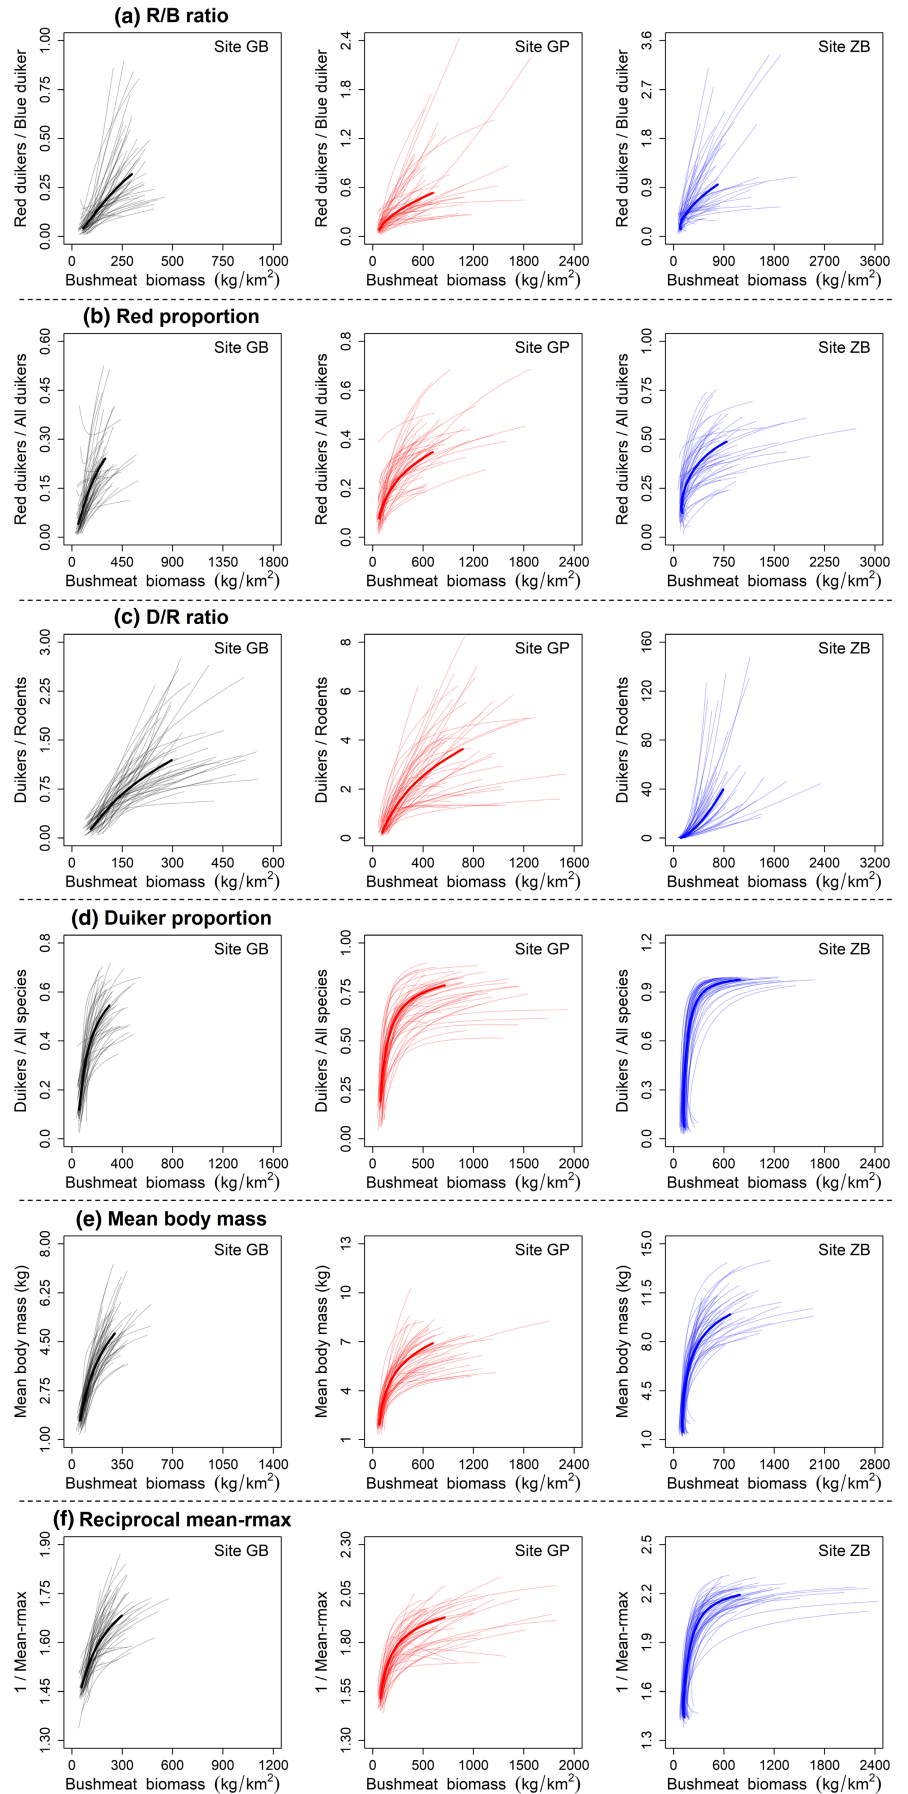 (a) R/B ratio
Red duikers / Blue duiker
0.00 0.25 0.50 0.75 1.00
Site GB
0 250 500 750 1000
Bushmeat biomass (kg/km2)
Red duikers / Blue duiker
0.0 0.6 1.2 1.8 2.4
Site GP
0 600 1200 1800 2400
Bushmeat biomass (kg/km2)
Red duikers / Blue duiker
0.0 0.9 1.8 2.7 3.6
Site ZB
0 900 1800 2700 3600
Bushmeat biomass (kg/km2)
(b) Red proportion
Red duikers / All duikers
0.00 0.15 0.30 0.45 0.60
Site GB
0 450 900 1350 1800
Bushmeat biomass (kg/km2)
Red duikers / All duikers
0.0 0.2 0.4 0.6 0.8
Site GP
0 600 1200 1800 2400
Bushmeat biomass (kg/km2)
Red duikers / All duikers
0.00 0.25 0.50 0.75 1.00
Site ZB
0 750 1500 2250 3000
Bushmeat biomass (kg/km2)
(c) D/R ratio
Duikers / Rodents
0.00 0.75 1.50 2.25 3.00
Site GB
0 150 300 450 600
Bushmeat biomass (kg/km2)
Duikers / Rodents
0 2 4 6 8
Site GP
0 400 800 1200 1600
Bushmeat biomass (kg/km2)
Duikers / Rodents
0 40 80 120 160
Site ZB
0 800 1600 2400 3200
Bushmeat biomass (kg/km2)
(d) Duiker proportion
Duikers / All species
0.0 0.2 0.4 0.6 0.8
Site GB
0 400 800 1200 1600
Bushmeat biomass (kg/km2)
Duikers / All species
0.00 0.25 0.50 0.75 1.00
Site GP
0 500 1000 1500 2000
Bushmeat biomass (kg/km2)
Duikers / All species
0.0 0.3 0.6 0.9 1.2
Site ZB
0 600 1200 1800 2400
Bushmeat biomass (kg/km2)
(e) Mean body mass
Mean body mass (kg)
1.00 2.75 4.50 6.25 8.00
Site GB
0 350 700 1050 1400
Bushmeat biomass (kg/km2)
Mean body mass (kg)
1 4 7 10 13
Site GP
0 600 1200 1800 2400
Bushmeat biomass (kg/km2)
Mean body mass (kg)
1.0 4.5 8.0 11.5 15.0
Site ZB
0 700 1400 2100 2800
Bushmeat biomass (kg/km2)
(f) Reciprocal mean-rmax
1 / Mean-rmax
1.30 1.45 1.60 1.75 1.90
Site GB
0 300 600 900 1200
Bushmeat biomass (kg/km2)
1 / Mean-rmax
1.30 1.55 1.80 2.05 2.30
Site GP
0 500 1000 1500 2000
Bushmeat biomass (kg/km2)
1 / Mean-rmax
1.3 1.6 1.9 2.2 2.5
Site ZB
0 600 1200 1800 2400
Bushmeat biomass (kg/km2)